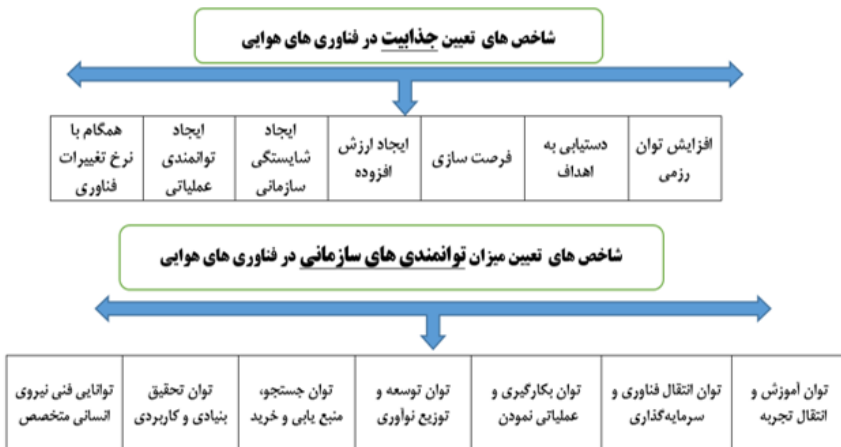 شاخص های تعیین جذابیت در فناوری های هوایی
افزایش توان
رزمی
دستیابی به
اهداف
فرصت سازی
ایجاد ارزش
افزوده
ایجاد
شایستگی
سازمانی
ایجاد
توانمندی
عملیاتی
همگام با
نرخ تغییرات
فناوری
شاخص های تعیین میزان توانمندی های سازمانی در فناوری های هوایی
توان آموزش و
انتقال تجربه
توان انتقال فناوری و
سرمایه‌گذاری
توان بکارگیری و
عملیاتی نمودن
توان توسعه و
توزیع نوآوری
توان جستجو،
منبع یابی و خرید
توان تحقیق
بنیادی و کاربردی
توانایی فنی نیروی
انسانی متخصص